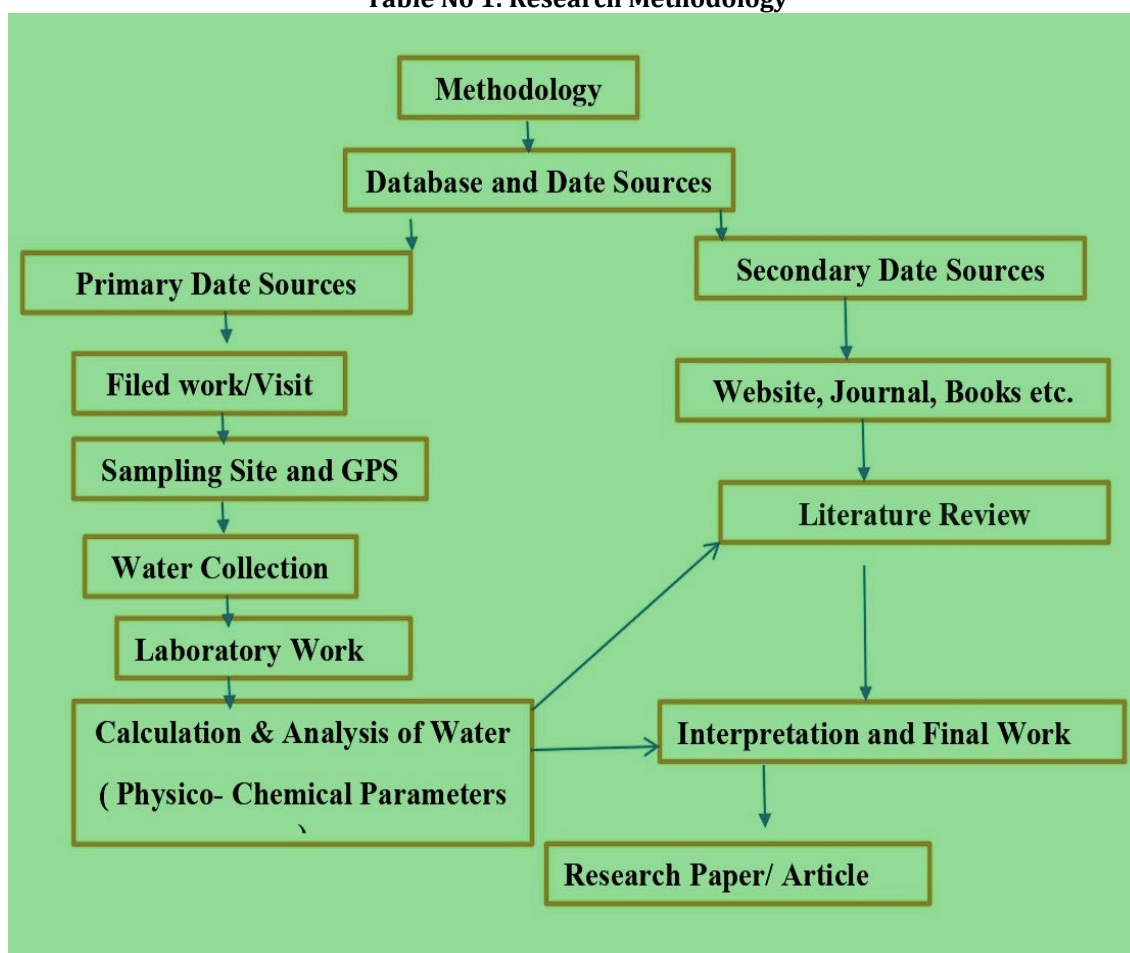 Table No 1: Research Methodology
Methodology
Database and Date Sources
Primary Date Sources
Secondary Date Sources
Filed work/Visit
Website, Journal, Books etc.
Sampling Site and GPS
Literature Review
Water Collection
Laboratory Work
Calculation & Analysis of Water
( Physico- Chemical Parameters
Interpretation and Final Work
Research Paper/ Article